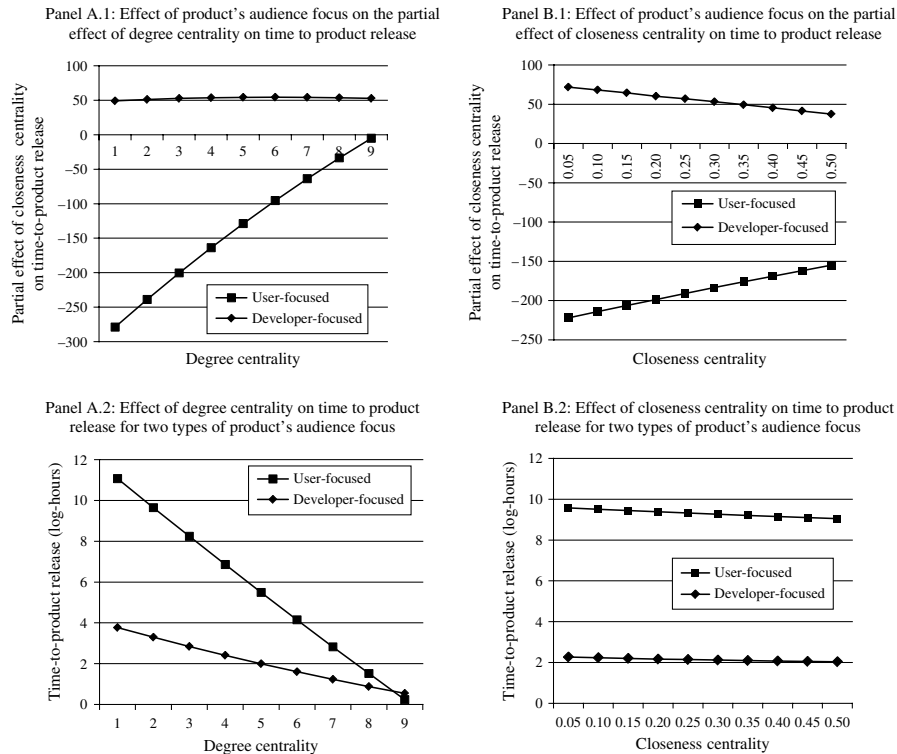 Panel A.1: Effect of product's audience focus on the partial
effect of degree centrality on time to product release
Partial effect of closeness centrality
on time-to-product release
100
50
0
−50
−100
−150
−200
−250
−300
1 2 3 4 5 6 7 8 9
User-focused
Developer-focused
Degree centrality
Panel B.1: Effect of product's audience focus on the partial
effect of closeness centrality on time to product release
Partial effect of closeness centrality
on time-to-product release
100
50
0
−50
−100
−150
−200
−250
0.05 0.10 0.15 0.20 0.25 0.30 0.35 0.40 0.45 0.50
User-focused
Developer-focused
Closeness centrality
Panel A.2: Effect of degree centrality on time to product
release for two types of product's audience focus
Time-to-product release (log-hours)
12
10
8
6
4
2
0
User-focused
Developer-focused
1 2 3 4 5 6 7 8 9
Degree centrality
Panel B.2: Effect of closeness centrality on time to product
release for two types of product's audience focus
Time-to-product release (log-hours)
12
10
8
6
4
2
0
User-focused
Developer-focused
0.05 0.10 0.15 0.20 0.25 0.30 0.35 0.40 0.45 0.50
Closeness centrality